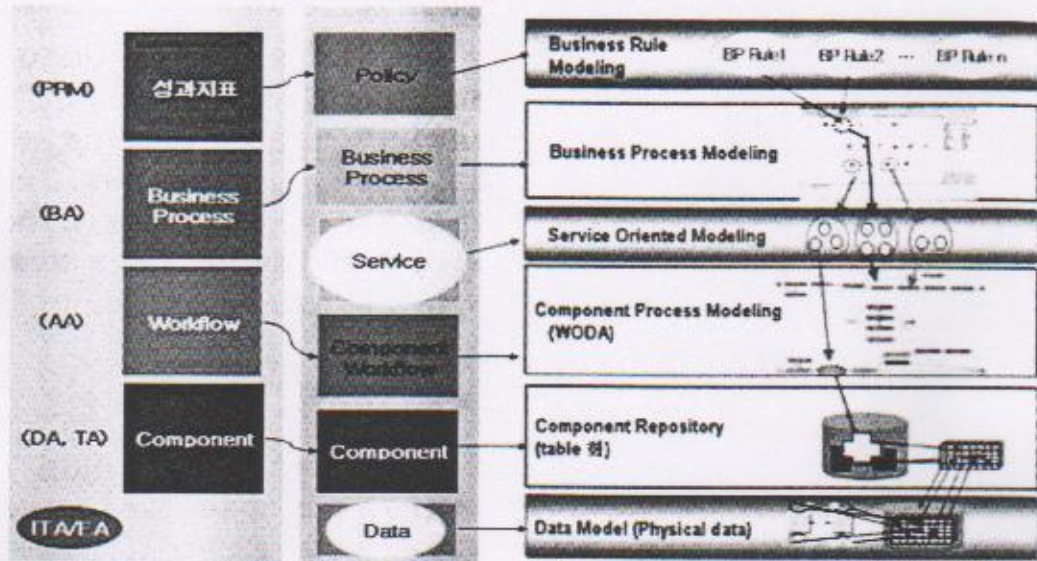 (PRM)
성과지표
(BA)
Business
Process
(AA)
Workflow
(DA, TA)
Component
ITA/EA
Policy
Business
Process
Service
Component
Workflow
Component
Data
Business Rule
Modeling
BP Rule1 BP Rule2 ... BP Rule n
Business Process Modeling
Service Oriented Modeling
Component Process Modeling
(WODA)
Component Repository
(table 형)
Data Model (Physical data)